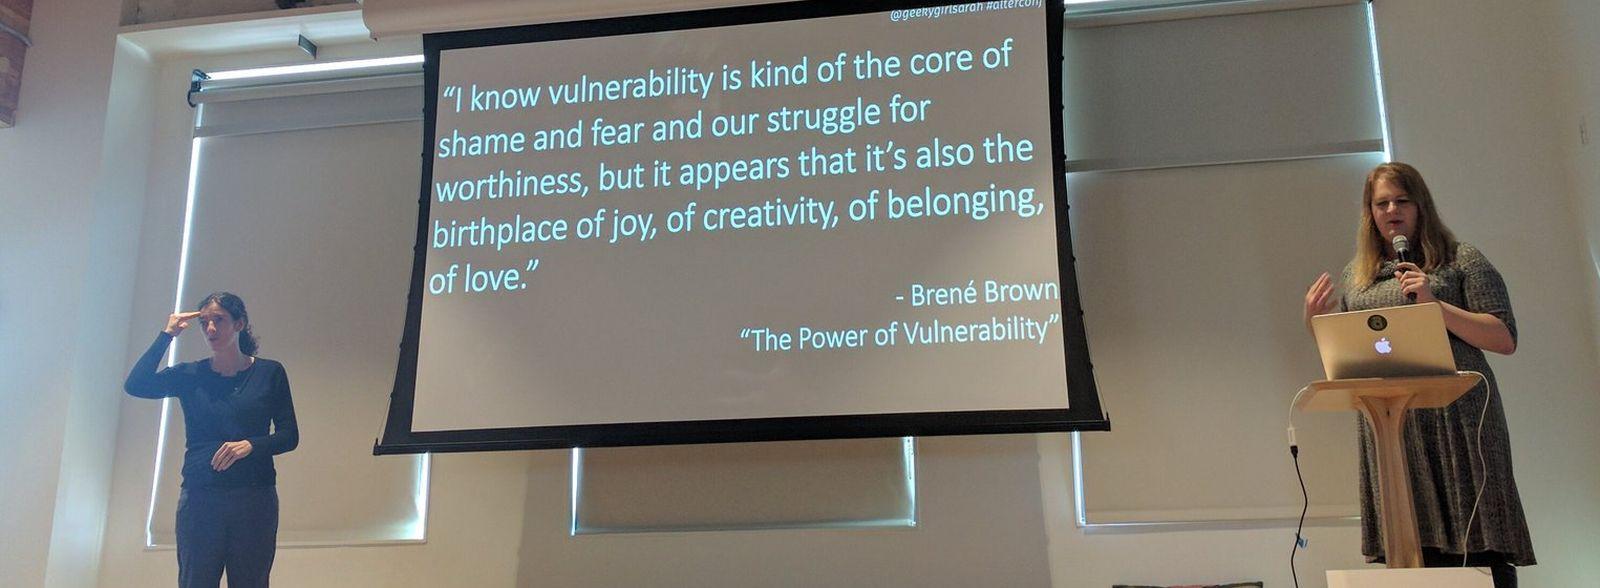 @geekygirlsarah #alterconf
“I know vulnerability is kind of the core of
shame and fear and our struggle for
worthiness, but it appears that it’s also the
birthplace of joy, of creativity, of belonging,
of love.”
- Brené Brown
“The Power of Vulnerability”